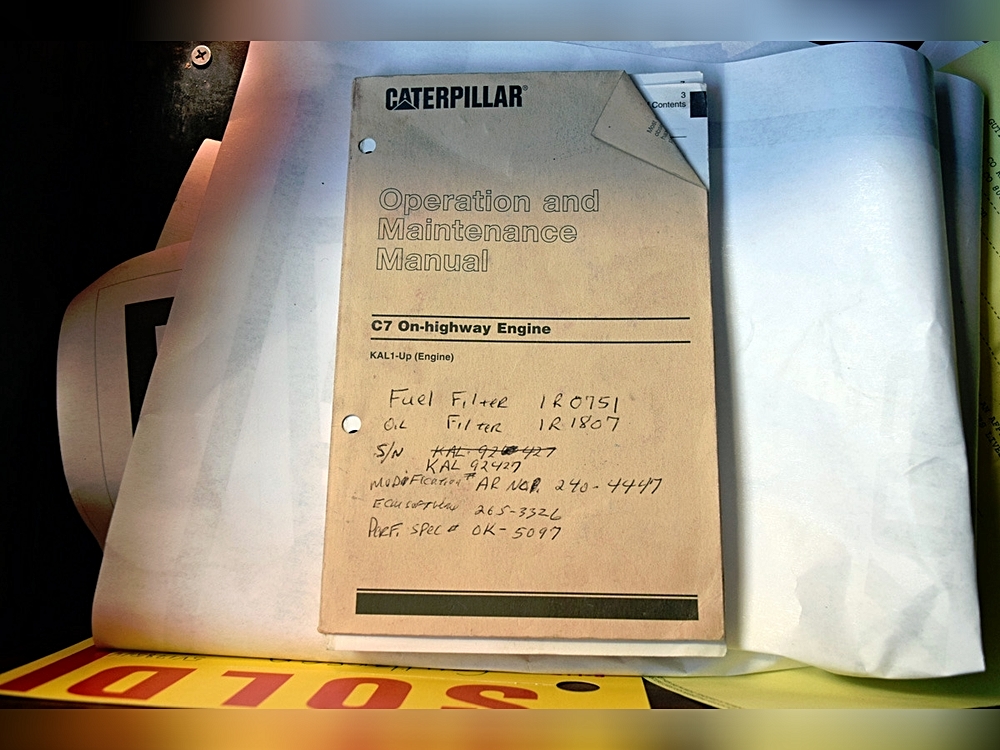 CATERPILLAR®
3
Contents
Operation and
Maintenance
Manual
C7 On-highway Engine
KAL1-Up (Engine)
Fuel Filter 1R0751
OIL Filter 1R1807
S/N KAL 92427
KAL 92427
Modification # AR NO. 240-4447
ECM software 265-3326
PERF. SPEC # OK-5097
SOLD